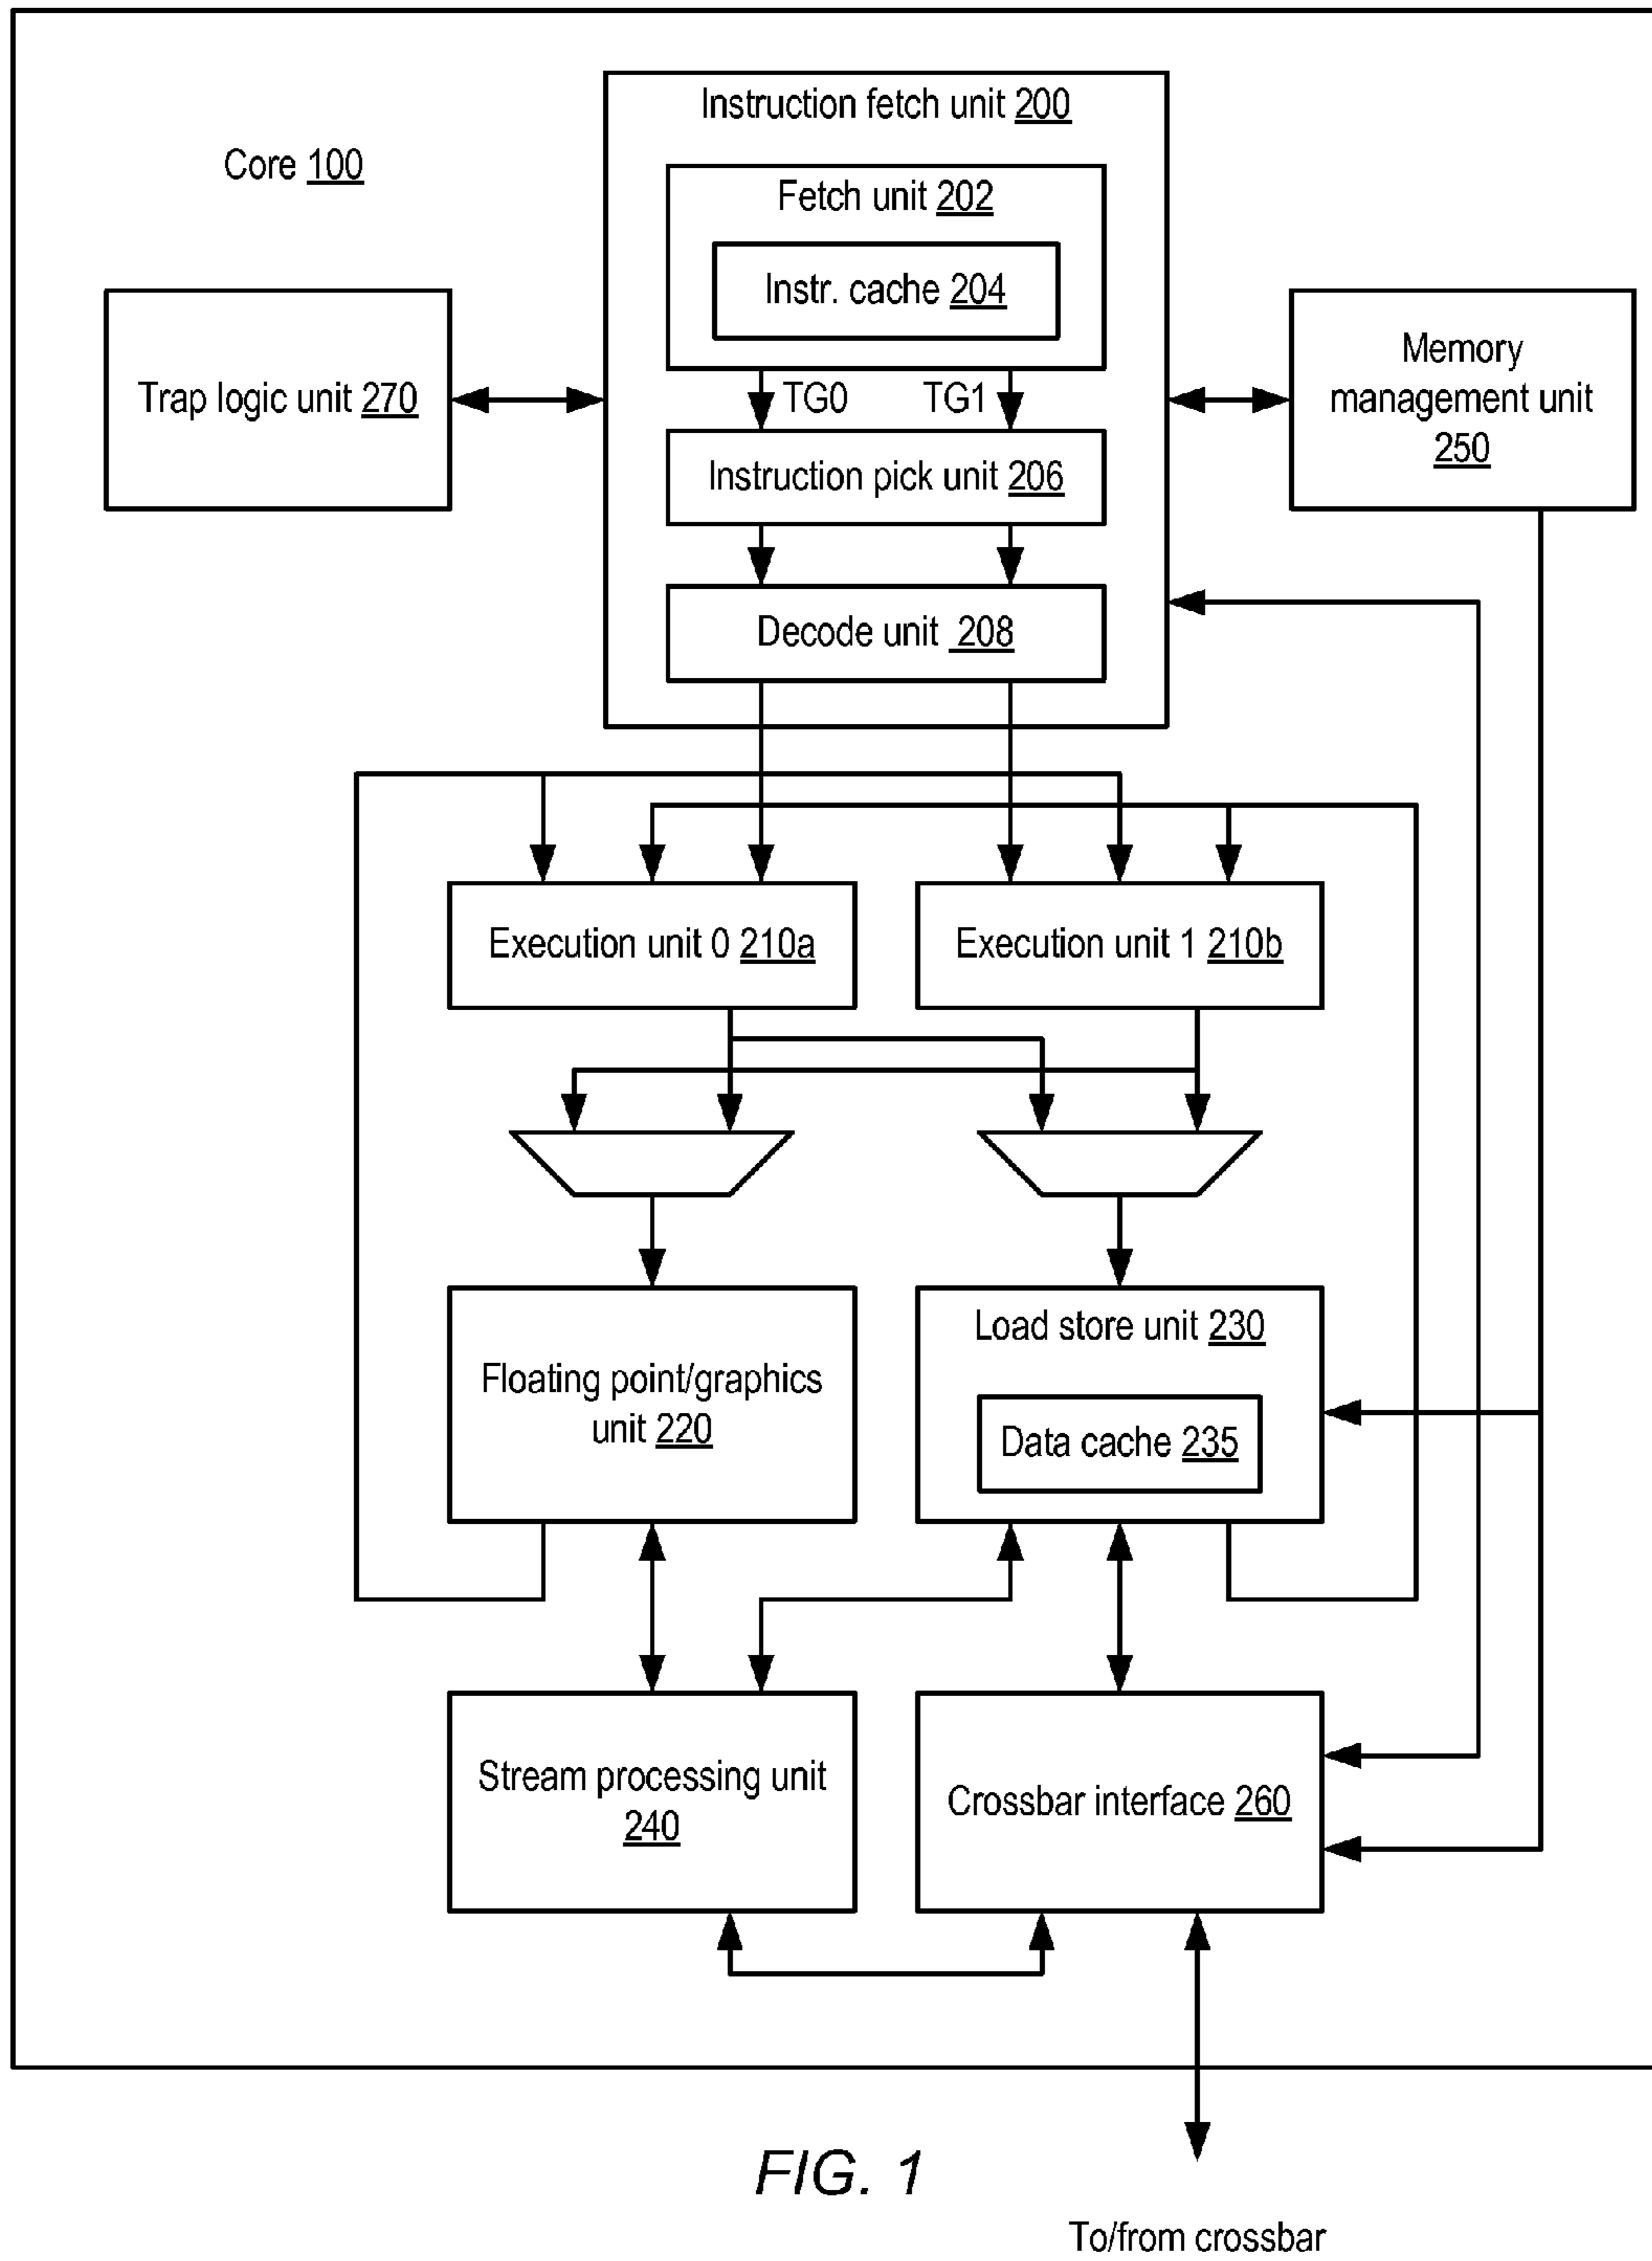 Core 100
Instruction fetch unit 200
Fetch unit 202
Instr. cache 204
TG0
TG1
Instruction pick unit 206
Decode unit 208
Trap logic unit 270
Memory
management unit
250
Execution unit 0 210a
Execution unit 1 210b
Floating point/graphics
unit 220
Load store unit 230
Data cache 235
Stream processing unit
240
Crossbar interface 260
FIG. 1
To/from crossbar